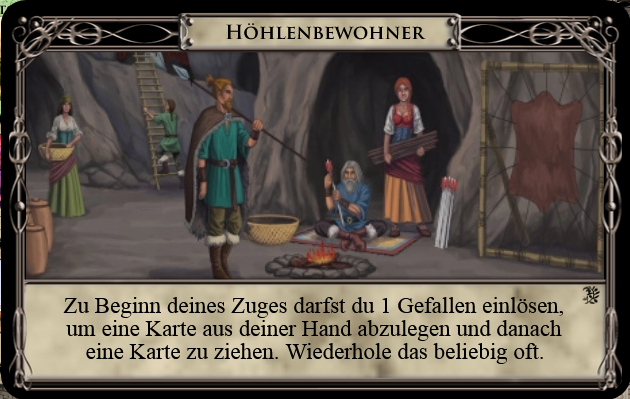 Höhlenbewohner
Zu Beginn deines Zuges darfst du 1 Gefallen einlösen,
um eine Karte aus deiner Hand abzulegen und danach
eine Karte zu ziehen. Wiederhole das beliebig oft.